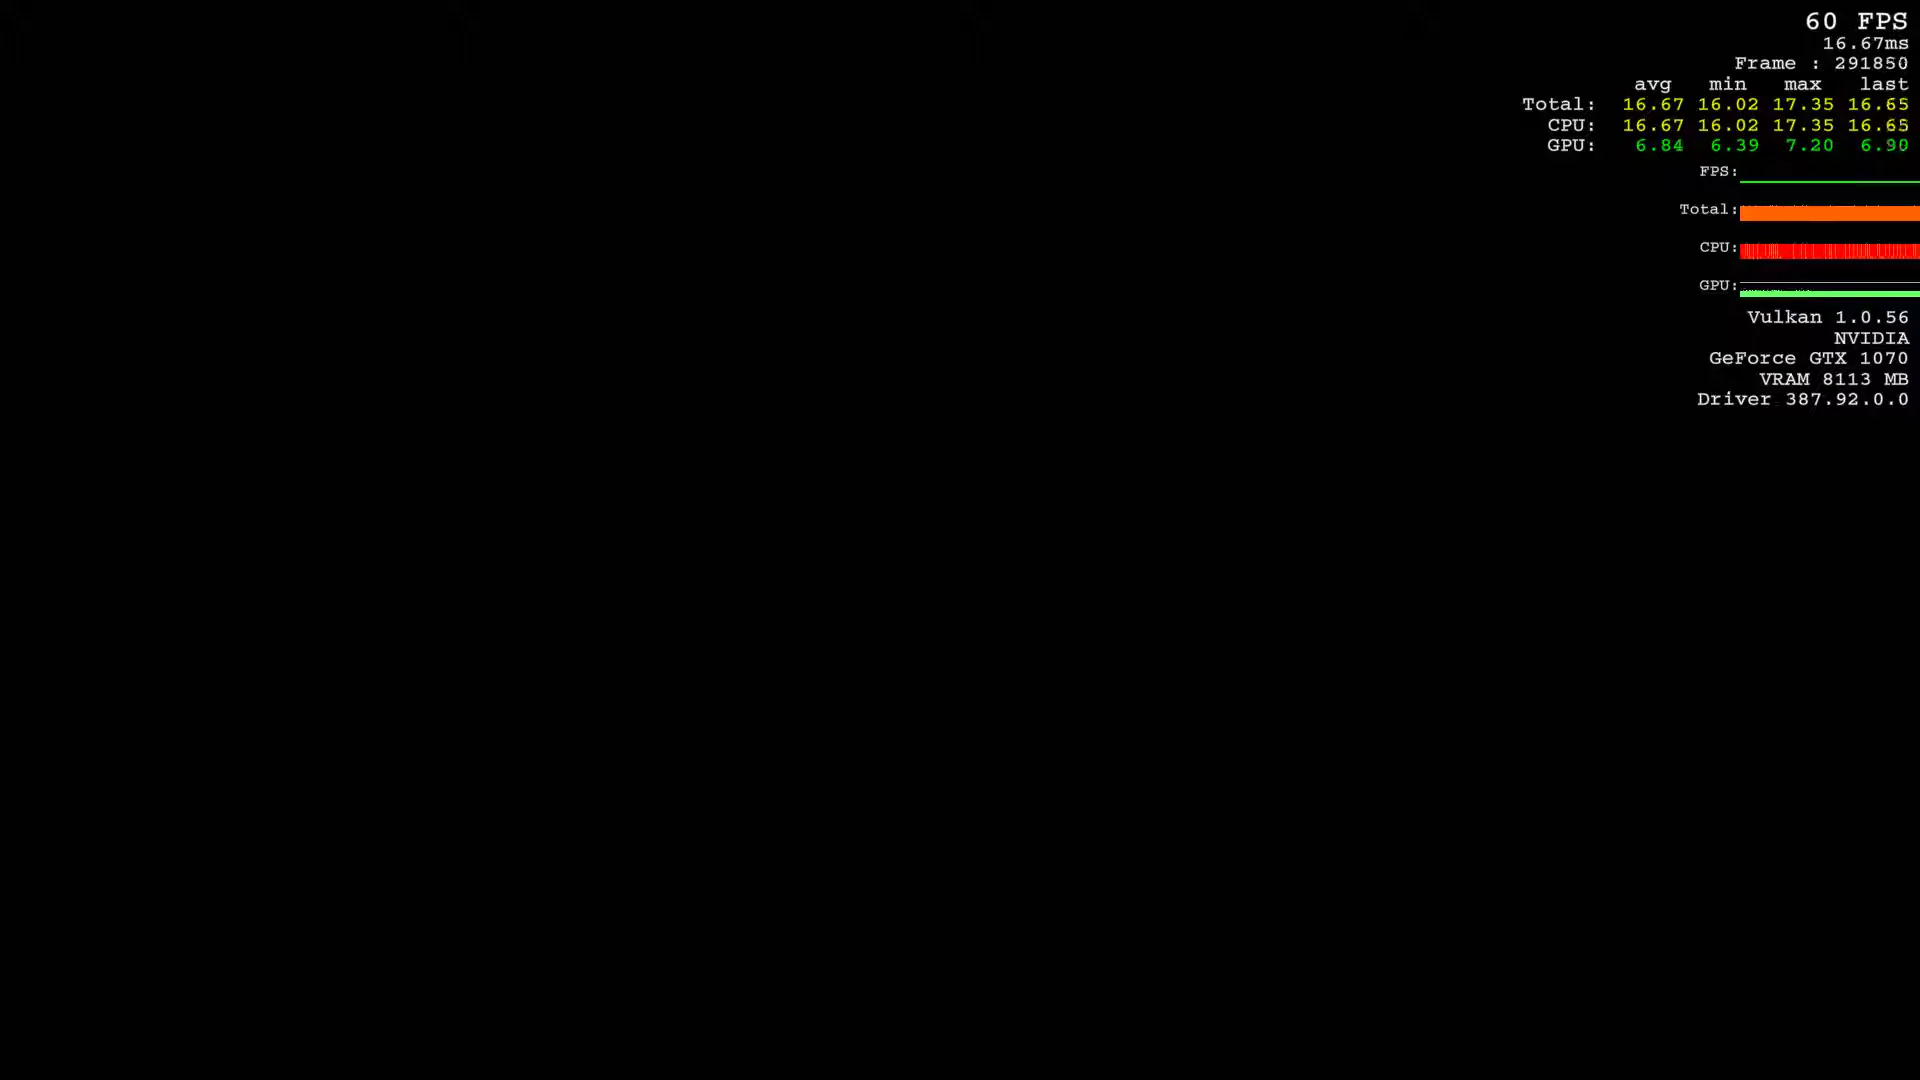 60 FPS
16.67ms
Frame : 291850
avg min max last
Total: 16.67 16.02 17.35 16.65
CPU: 16.67 16.02 17.35 16.65
GPU: 6.84 6.39 7.20 6.90
FPS:
Total:
CPU:
GPU:
Vulkan 1.0.56
NVIDIA
GeForce GTX 1070
VRAM 8113 MB
Driver 387.92.0.0